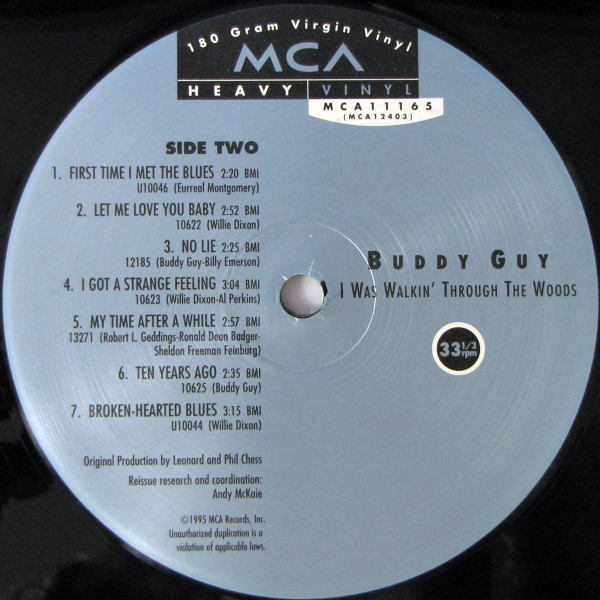 180 Gram Virgin Vinyl
MCA
HEAVY VINYL
MCA11165
(MCA12403)
SIDE TWO
1. FIRST TIME I MET THE BLUES 2:20 BMI
U10046 (Eurreal Montgomery)
2. LET ME LOVE YOU BABY 2:52 BMI
10622 (Willie Dixon)
3. NO LIE 2:25 BMI
12185 (Buddy Guy-Billy Emerson)
4. I GOT A STRANGE FEELING 3:04 BMI
10623 (Willie Dixon-Al Perkins)
5. MY TIME AFTER A WHILE 2:57 BMI
13271 (Robert L. Geddings-Ronald Dean Badger-
Sheldon Freeman Feinburg)
6. TEN YEARS AGO 2:35 BMI
10625 (Buddy Guy)
7. BROKEN-HEARTED BLUES 3:15 BMI
U10044 (Willie Dixon)
Original Production by Leonard and Phil Chess
Reissue research and coordination:
Andy McKaie
©1995 MCA Records, Inc.
Unauthorized duplication is a
violation of applicable laws.
BUDDY GUY
I WAS WALKIN' THROUGH THE WOODS
33 1/3
rpm